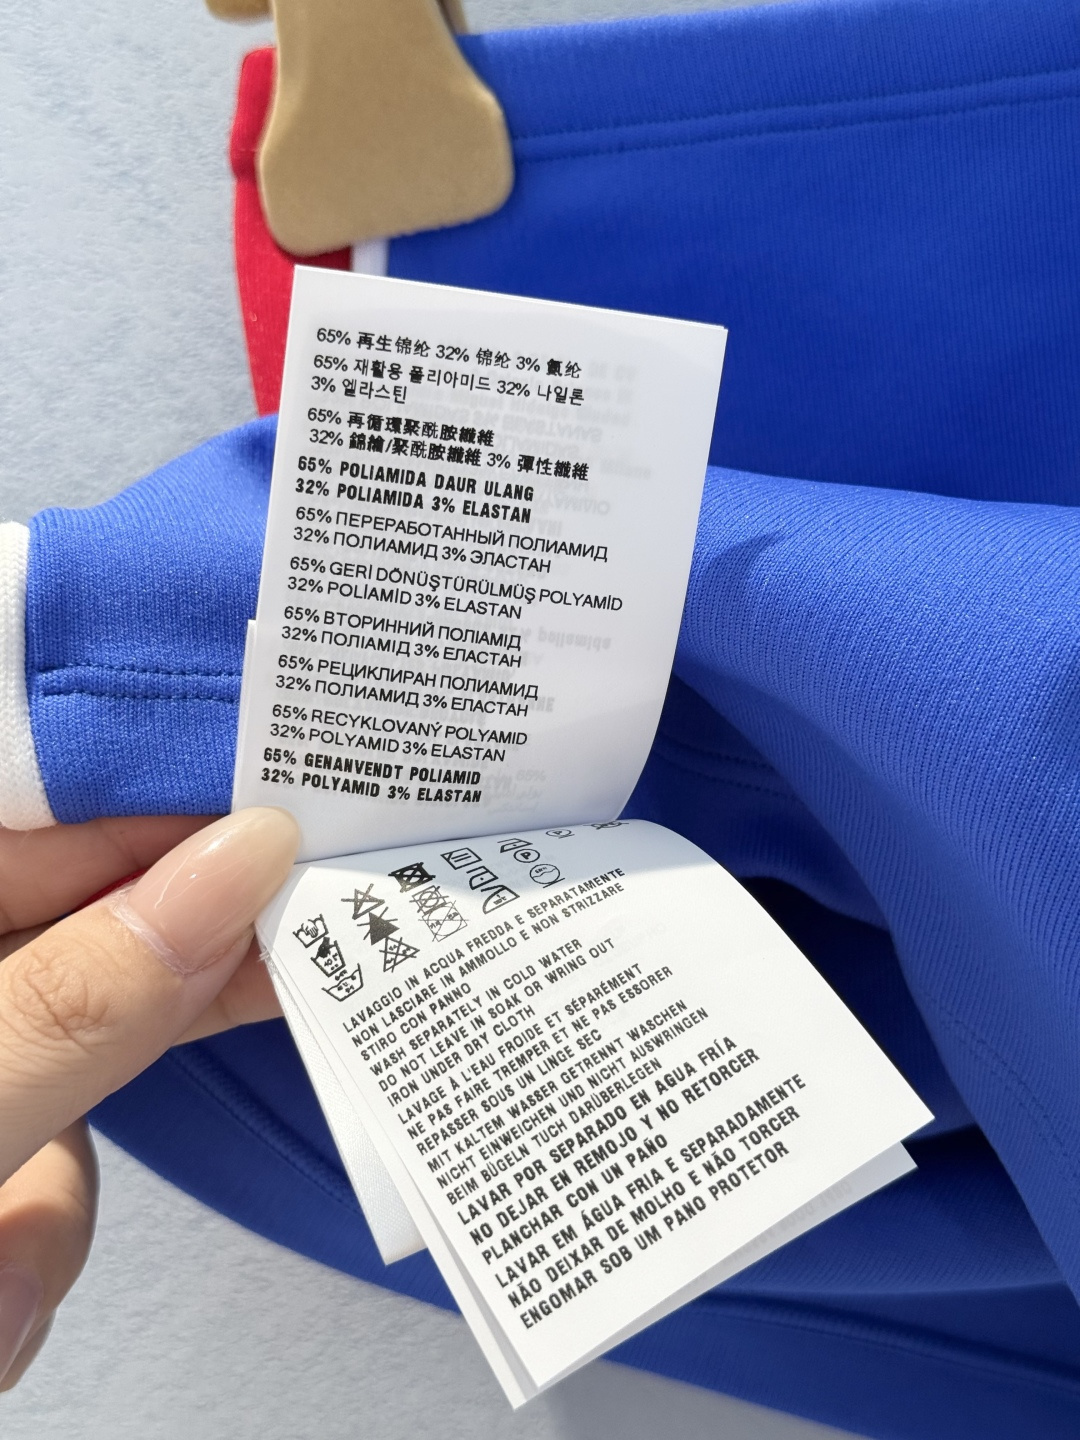 65% 再生锦纶 32% 锦纶 3% 氨纶
65% 재활용 폴리아미드 32% 나일론
3% 엘라스틴
65% 再循環聚酰胺纖維
32% 錦綸/聚酰胺纖維 3% 彈性纖維
65% POLIAMIDA DAUR ULANG
32% POLIAMIDA 3% ELASTAN
65% ПЕРЕРАБОТАННЫЙ ПОЛИАМИД
32% ПОЛИАМИД 3% ЭЛАСТАН
65% GERİ DÖNÜŞTÜRÜLMÜŞ POLYAMİD
32% POLİAMİD 3% ELASTAN
65% ВТОРИННИЙ ПОЛІАМІД
32% ПОЛІАМІД 3% ЕЛАСТАН
65% РЕЦИКЛИРАН ПОЛИАМИД
32% ПОЛИАМИД 3% ЕЛАСТАН
65% RECYKLOVANÝ POLYAMID
32% POLYAMID 3% ELASTAN
65% GENANVENDT POLIAMID
32% POLYAMID 3% ELASTAN
LAVAGGIO IN ACQUA FREDDA E SEPARATAMENTE
NON LASCIARE IN AMMOLLO E NON STRIZZARE
STIRO CON PANNO
WASH SEPARATELY IN COLD WATER
DO NOT LEAVE IN SOAK OR WRING OUT
IRON UNDER DRY CLOTH
LAVAGE À L'EAU FROIDE ET SÉPARÉMENT
NE PAS FAIRE TREMPER ET NE PAS ESSORER
REPASSER SOUS UN LINGE SEC
MIT KALTEM WASSER GETRENNT WASCHEN
NICHT EINWEICHEN UND NICHT AUSWRINGEN
BEIM BÜGELN TUCH DARÜBERLEGEN
LAVAR POR SEPARADO EN AGUA FRÍA
NO DEJAR EN REMOJO Y NO RETORCER
PLANCHAR CON UN PAÑO
LAVAR EM ÁGUA FRIA E SEPARADAMENTE
NÃO DEIXAR DE MOLHO E NÃO TORCER
ENGOMAR SOB UM PANO PROTETOR